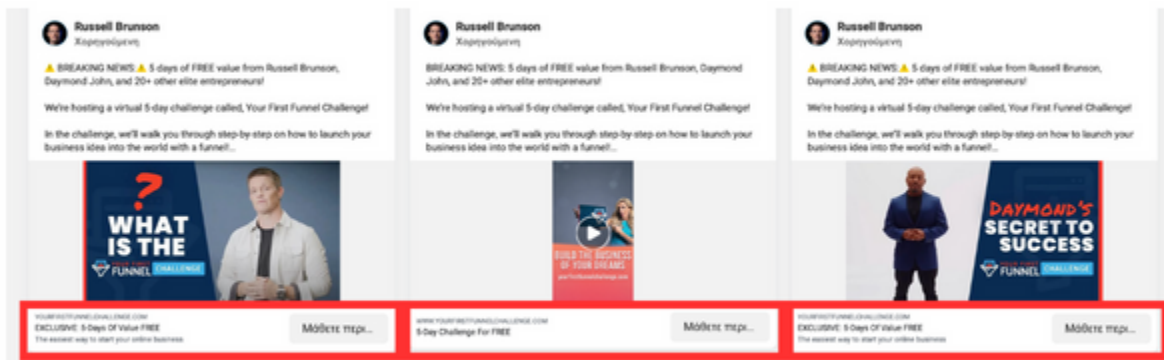 Russell Brunson
Χορηγούμενη
⚠️ BREAKING NEWS:⚠️ 5 days of FREE value from Russell Brunson,
Daymond John, and 20+ other elite entrepreneurs!
We're hosting a virtual 5-day challenge called, Your First Funnel Challenge!
In the challenge, we'll walk you through step-by-step on how to launch your
business idea into the world with a funnel!...
?
WHAT
IS THE
YOUR FIRST
FUNNEL CHALLENGE
YOURFIRSTFUNNELCHALLENGE.COM
EXCLUSIVE: 5 Days Of Value FREE
The easiest way to start your online business
Μάθετε περι...
Russell Brunson
Χορηγούμενη
BREAKING NEWS: 5 days of FREE value from Russell Brunson, Daymond
John, and 20+ other elite entrepreneurs!
We're hosting a virtual 5-day challenge called, Your First Funnel Challenge!
In the challenge, we'll walk you through step-by-step on how to launch your
business idea into the world with a funnel!...
BUILD THE BUSINESS
OF YOUR DREAMS
yourfirstfunnelchallenge.com
WWW.YOURFIRSTFUNNELCHALLENGE.COM
5-Day Challenge For FREE
Μάθετε περι...
Russell Brunson
Χορηγούμενη
⚠️ BREAKING NEWS:⚠️ 5 days of FREE value from Russell Brunson,
Daymond John, and 20+ other elite entrepreneurs!
We're hosting a virtual 5-day challenge called, Your First Funnel Challenge!
In the challenge, we'll walk you through step-by-step on how to launch your
business idea into the world with a funnel!...
DAYMOND'S
SECRET TO
SUCCESS
YOUR FIRST
FUNNEL CHALLENGE
YOURFIRSTFUNNELCHALLENGE.COM
EXCLUSIVE: 5 Days Of Value FREE
The easiest way to start your online business
Μάθετε περι...